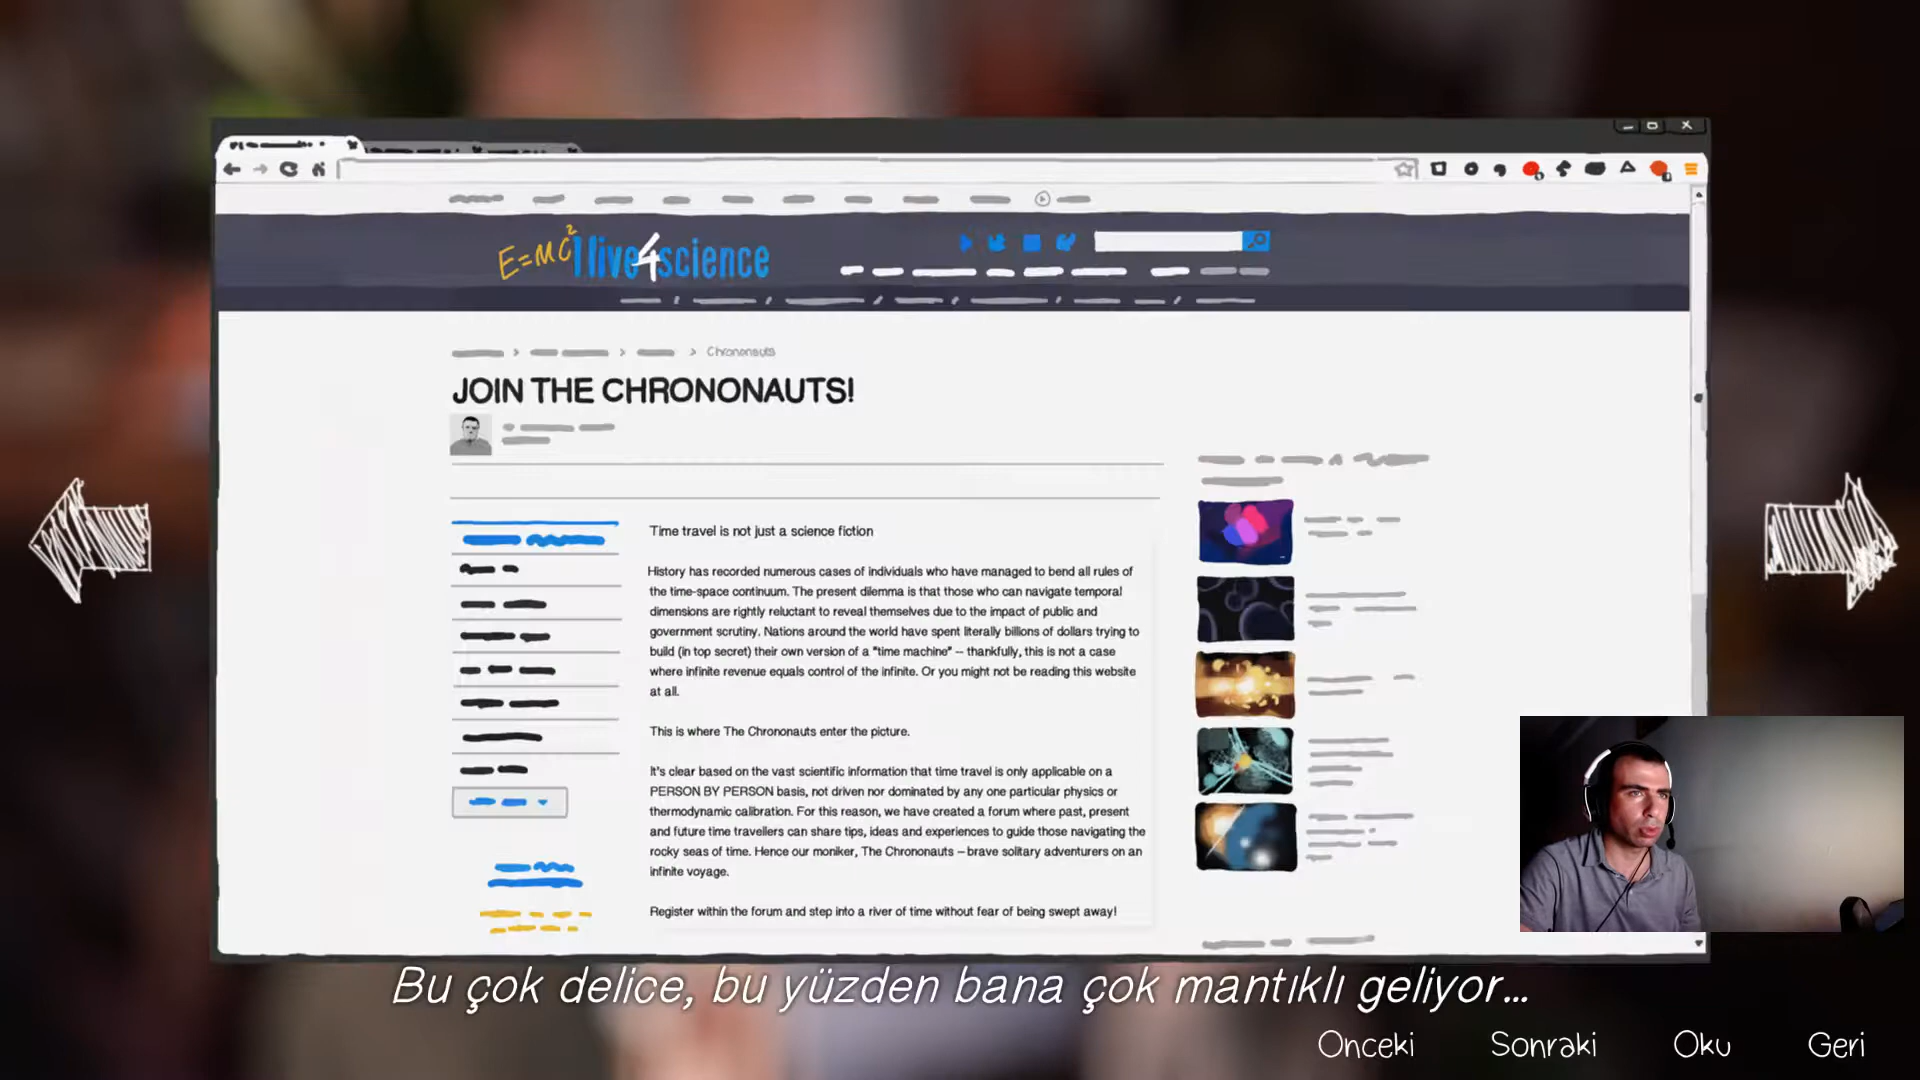 E=MC²
I live4science
Chrononauts
JOIN THE CHRONONAUTS!
Time travel is not just a science fiction
History has recorded numerous cases of individuals who have managed to bend all rules of
the time-space continuum. The present dilemma is that those who can navigate temporal
dimensions are rightly reluctant to reveal themselves due to the impact of public and
government scrutiny. Nations around the world have spent literally billions of dollars trying to
build (in top secret) their own version of a "time machine" – thankfully, this is not a case
where infinite revenue equals control of the infinite. Or you might not be reading this website
at all.
This is where The Chrononauts enter the picture.
It's clear based on the vast scientific information that time travel is only applicable on a
PERSON BY PERSON basis, not driven nor dominated by any one particular physics or
thermodynamic calibration. For this reason, we have created a forum where past, present
and future time travellers can share tips, ideas and experiences to guide those navigating the
rocky seas of time. Hence our moniker, The Chrononauts – brave solitary adventurers on an
infinite voyage.
Register within the forum and step into a river of time without fear of being swept away!
Bu çok delice, bu yüzden bana çok mantıklı geliyor...
Önceki Sonraki Oku Geri